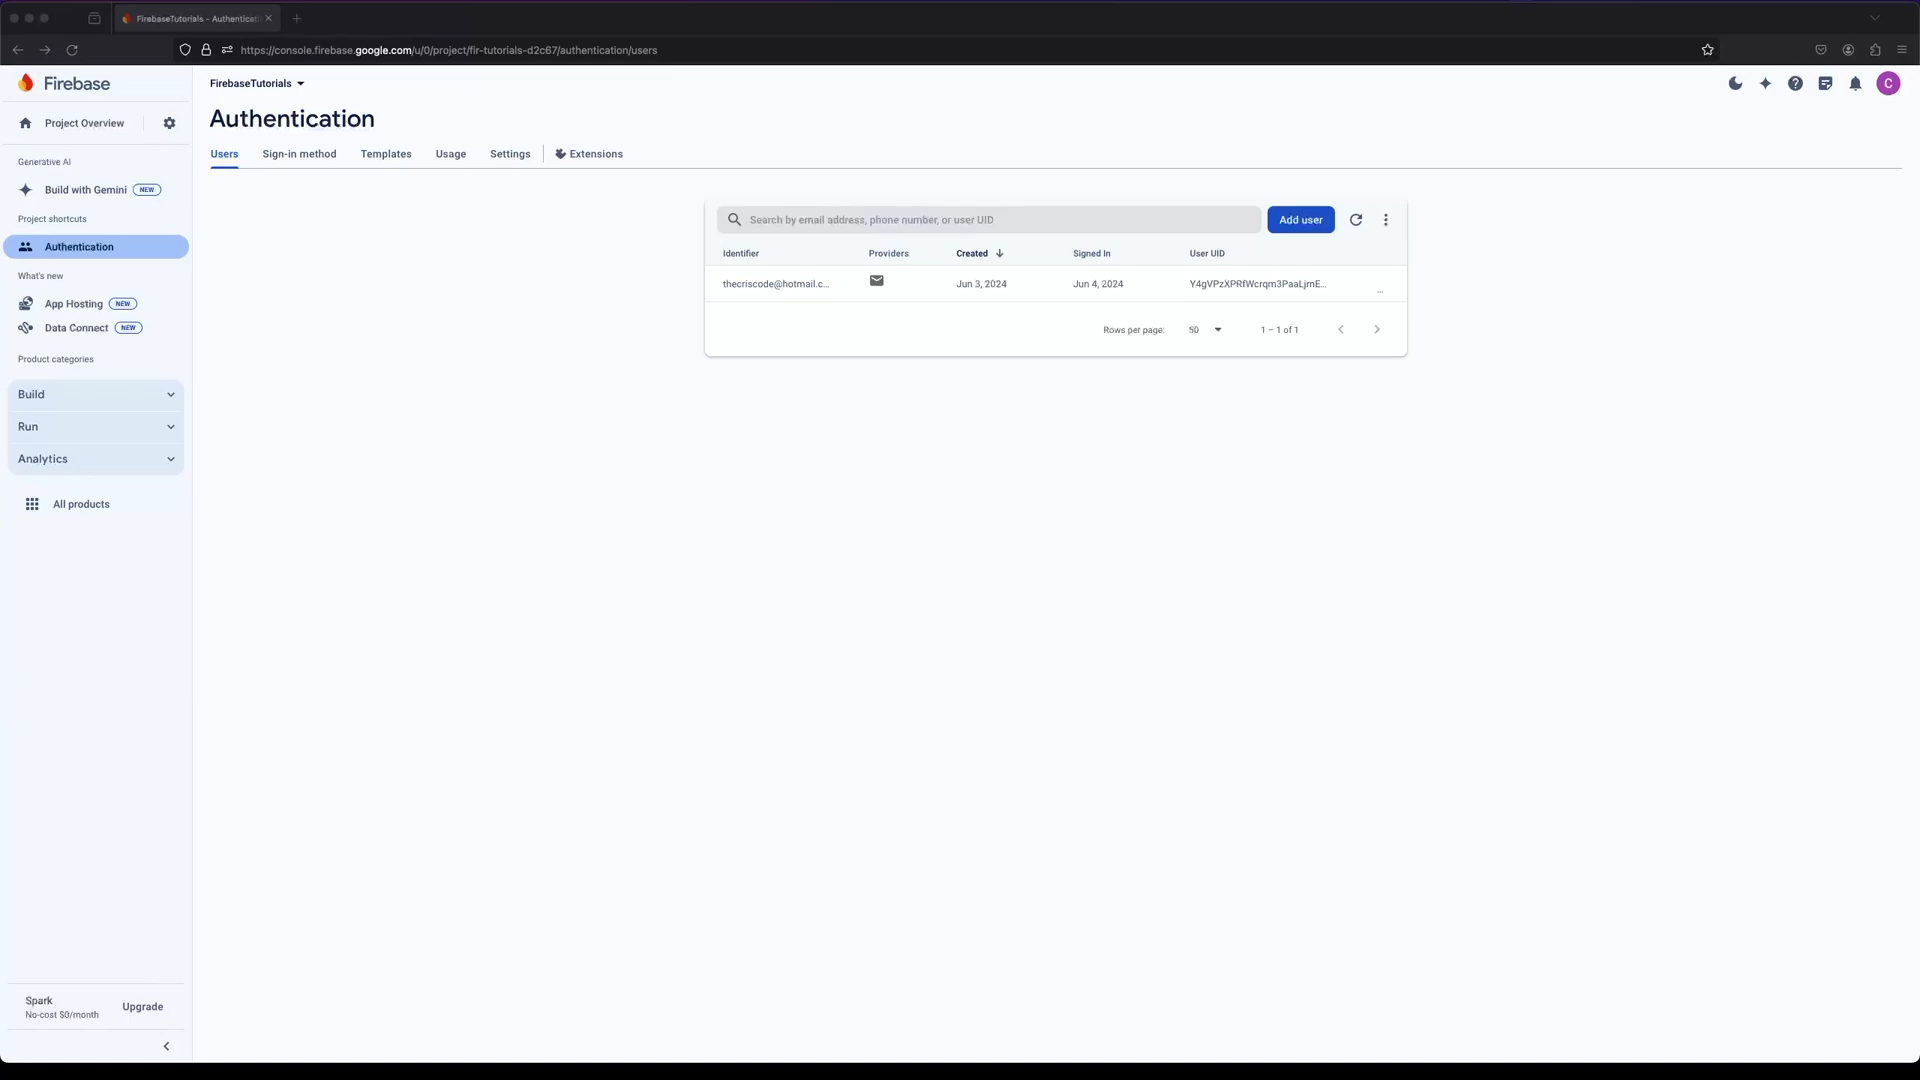 FirebaseTutorials - Authenticati
https://console.firebase.google.com/u/0/project/fir-tutorials-d2c67/authentication/users
Firebase
FirebaseTutorials
C
Authentication
Project Overview
Users
Sign-in method
Templates
Usage
Settings
Extensions
Generative AI
Build with Gemini NEW
Project shortcuts
Authentication
What's new
App Hosting NEW
Data Connect NEW
Product categories
Build
Run
Analytics
All products
Search by email address, phone number, or user UID
Add user
Identifier Providers Created Signed In User UID
thecriscode@hotmail.c... Jun 3, 2024 Jun 4, 2024 Y4gVPzXPRfWcrqm3PaaLjrnE...
Rows per page: 50 1 – 1 of 1
Spark
No-cost $0/month
Upgrade